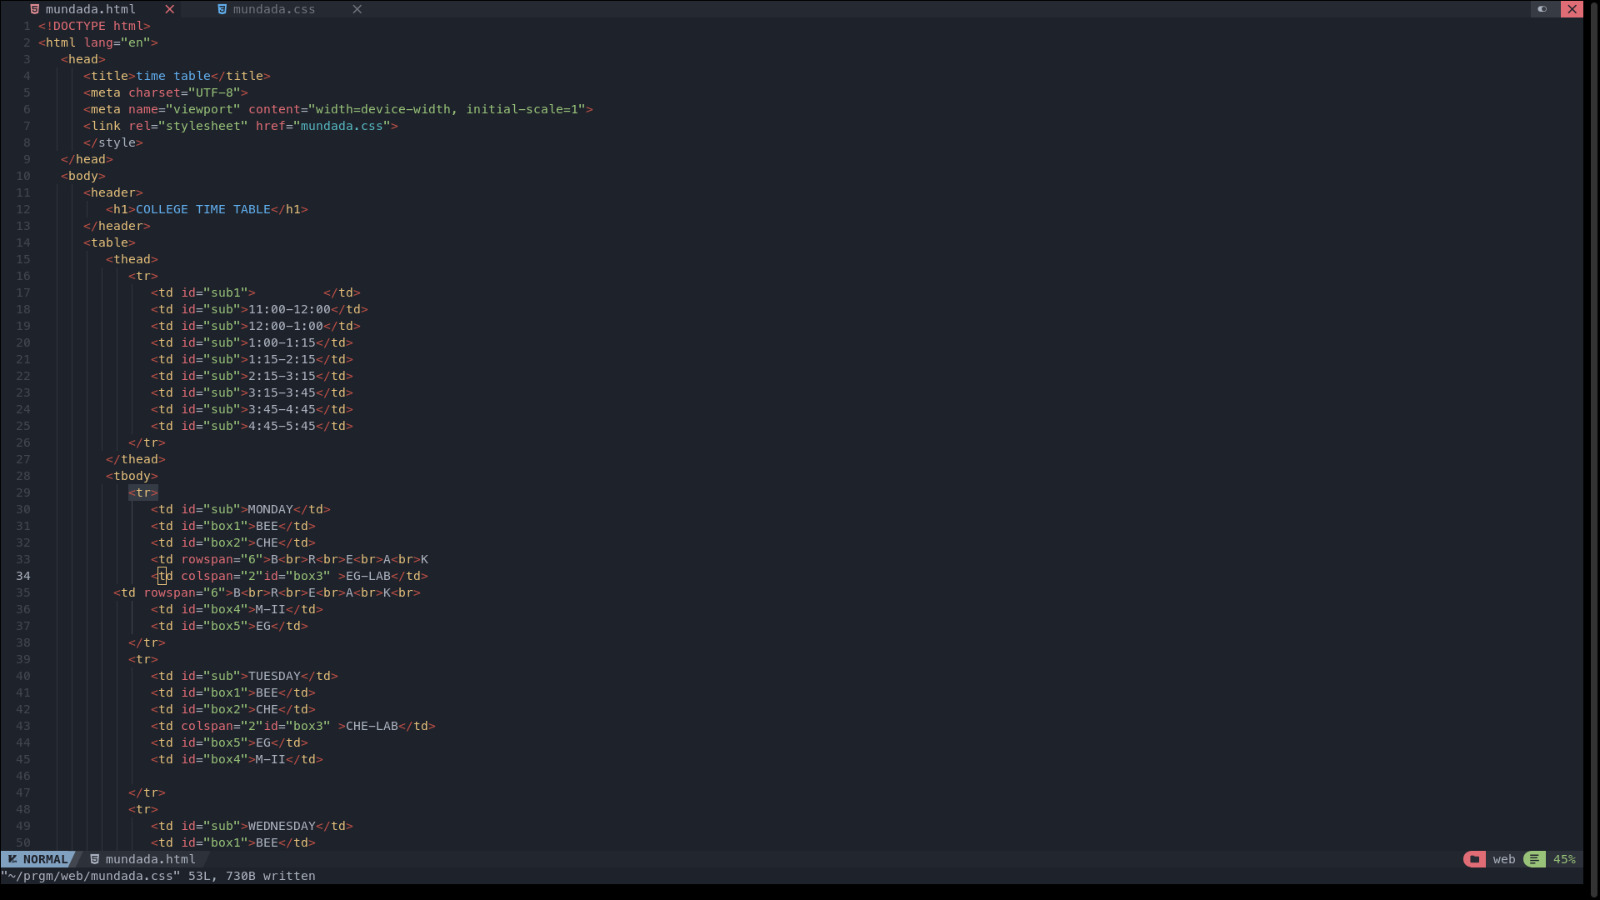 mundada.html mundada.css
1 <!DOCTYPE html>
2 <html lang="en">
3 <head>
4 <title>time table</title>
5 <meta charset="UTF-8">
6 <meta name="viewport" content="width=device-width, initial-scale=1">
7 <link rel="stylesheet" href="mundada.css">
8 </style>
9 </head>
10 <body>
11 <header>
12 <h1>COLLEGE TIME TABLE</h1>
13 </header>
14 <table>
15 <thead>
16 <tr>
17 <td id="sub1"> </td>
18 <td id="sub">11:00-12:00</td>
19 <td id="sub">12:00-1:00</td>
20 <td id="sub">1:00-1:15</td>
21 <td id="sub">1:15-2:15</td>
22 <td id="sub">2:15-3:15</td>
23 <td id="sub">3:15-3:45</td>
24 <td id="sub">3:45-4:45</td>
25 <td id="sub">4:45-5:45</td>
26 </tr>
27 </thead>
28 <tbody>
29 <tr>
30 <td id="sub">MONDAY</td>
31 <td id="box1">BEE</td>
32 <td id="box2">CHE</td>
33 <td rowspan="6">B<br>R<br>E<br>A<br>K
34 <td colspan="2"id="box3" >EG-LAB</td>
35 <td rowspan="6">B<br>R<br>E<br>A<br>K<br>
36 <td id="box4">M-II</td>
37 <td id="box5">EG</td>
38 </tr>
39 <tr>
40 <td id="sub">TUESDAY</td>
41 <td id="box1">BEE</td>
42 <td id="box2">CHE</td>
43 <td colspan="2"id="box3" >CHE-LAB</td>
44 <td id="box5">EG</td>
45 <td id="box4">M-II</td>
46
47 </tr>
48 <tr>
49 <td id="sub">WEDNESDAY</td>
50 <td id="box1">BEE</td>
NORMAL mundada.html web 45%
"~/prgm/web/mundada.css" 53L, 730B written